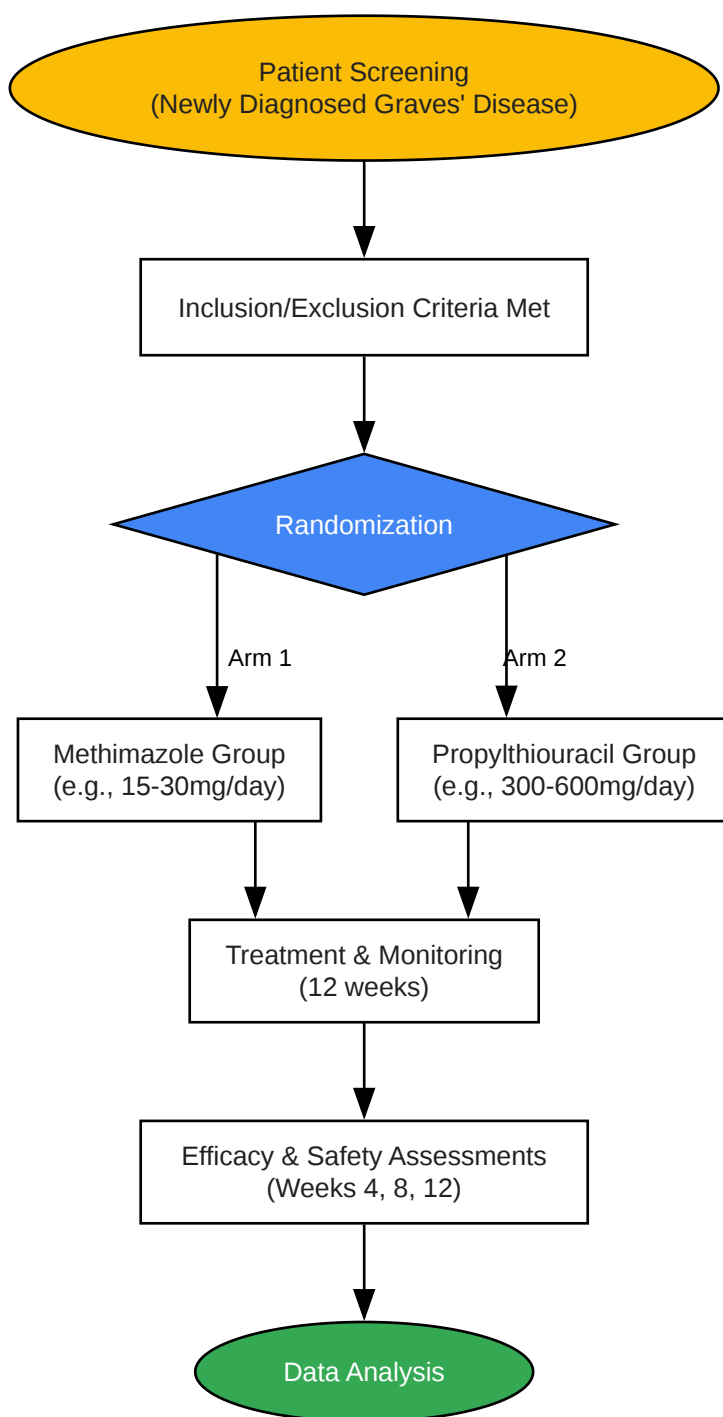 Patient Screening
(Newly Diagnosed Graves' Disease)
Inclusion/Exclusion Criteria Met
Randomization
Arm 1
Arm 2
Methimazole Group
(e.g., 15-30mg/day)
Propylthiouracil Group
(e.g., 300-600mg/day)
Treatment & Monitoring
(12 weeks)
Efficacy & Safety Assessments
(Weeks 4, 8, 12)
Data Analysis